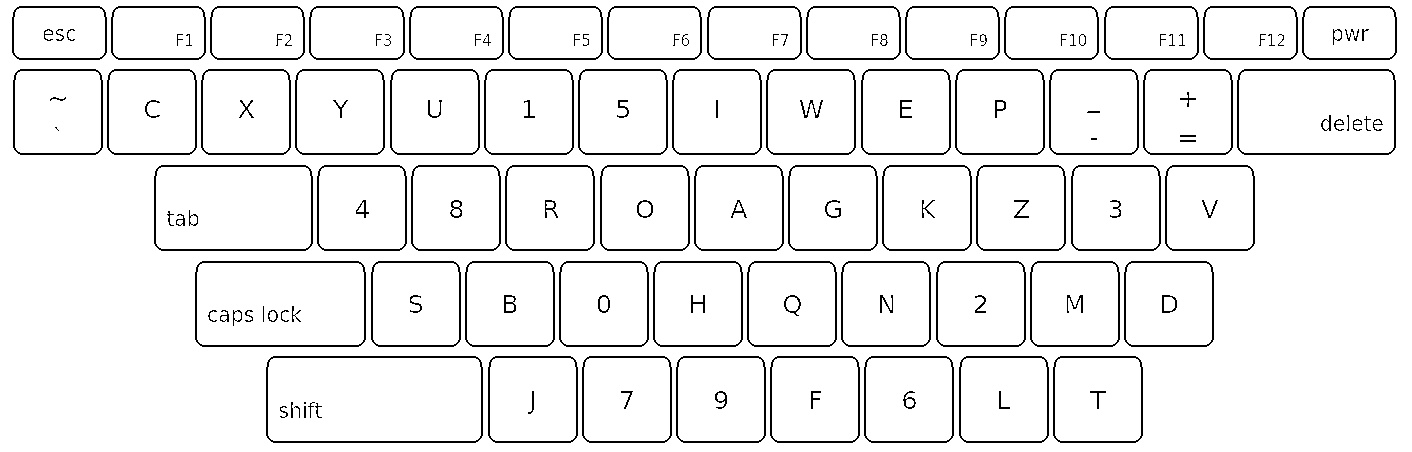 esc F1 F2 F3 F4 F5 F6 F7 F8 F9 F10 F11 F12 pwr
~ ` C X Y U 1 5 I W E P _ - + = delete
tab 4 8 R O A G K Z 3 V
caps lock S B 0 H Q N 2 M D
shift J 7 9 F 6 L T